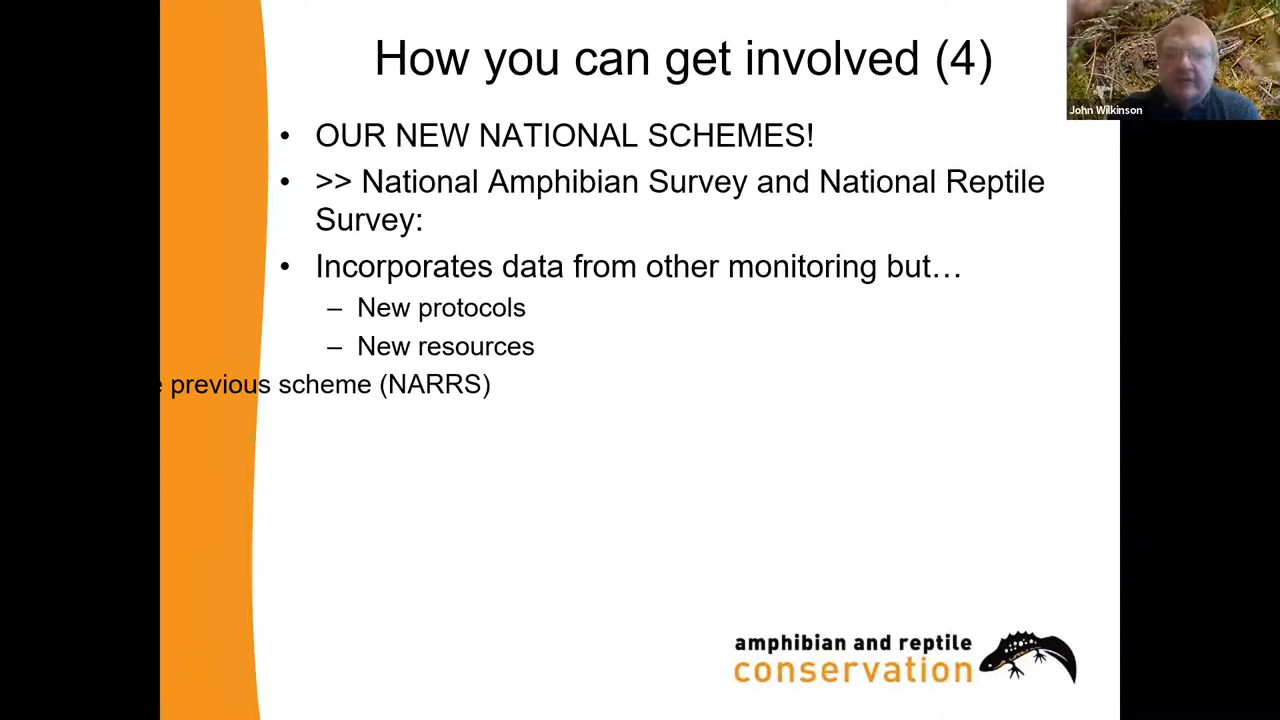 How you can get involved (4)
John Wilkinson
• OUR NEW NATIONAL SCHEMES!
• >> National Amphibian Survey and National Reptile
Survey:
• Incorporates data from other monitoring but…
– New protocols
– New resources
previous scheme (NARRS)
amphibian and reptile
conservation